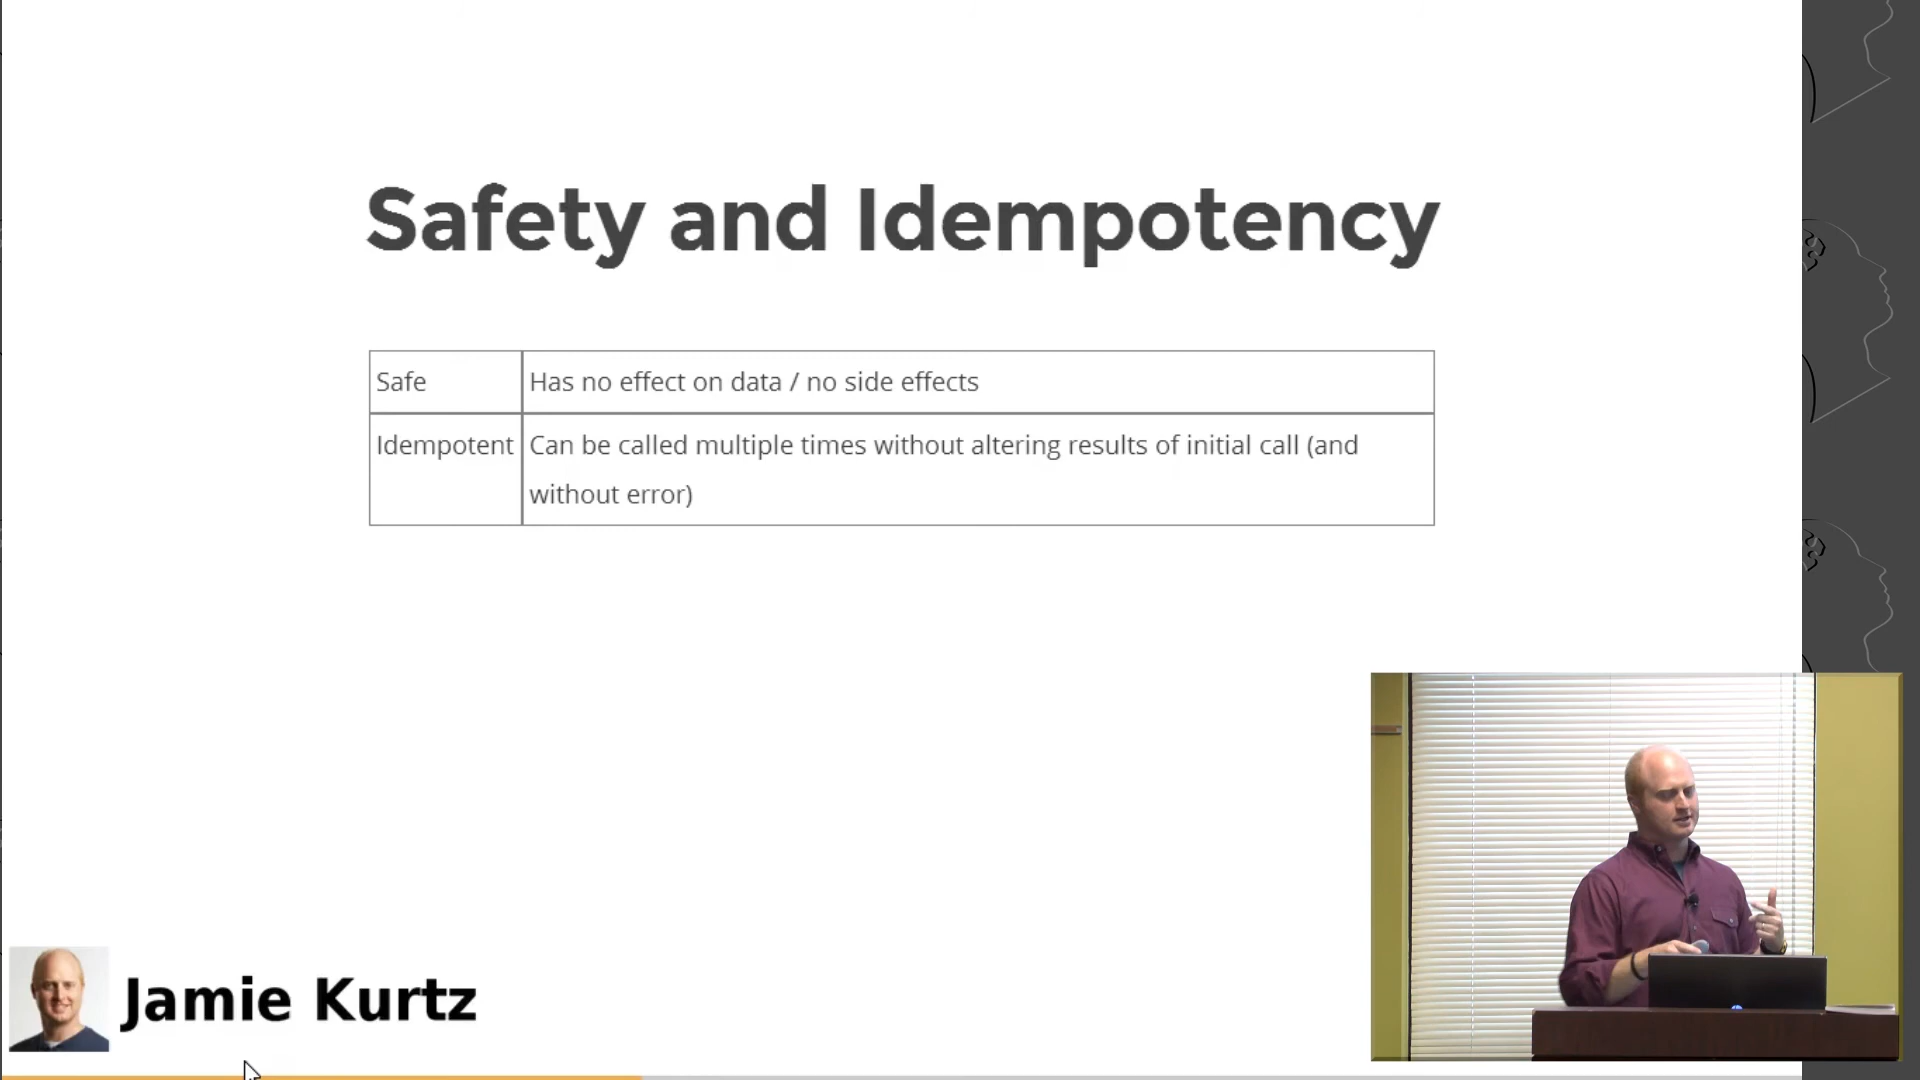 Safety and Idempotency
Safe
Has no effect on data / no side effects
Idempotent
Can be called multiple times without altering results of initial call (and
without error)
Jamie Kurtz